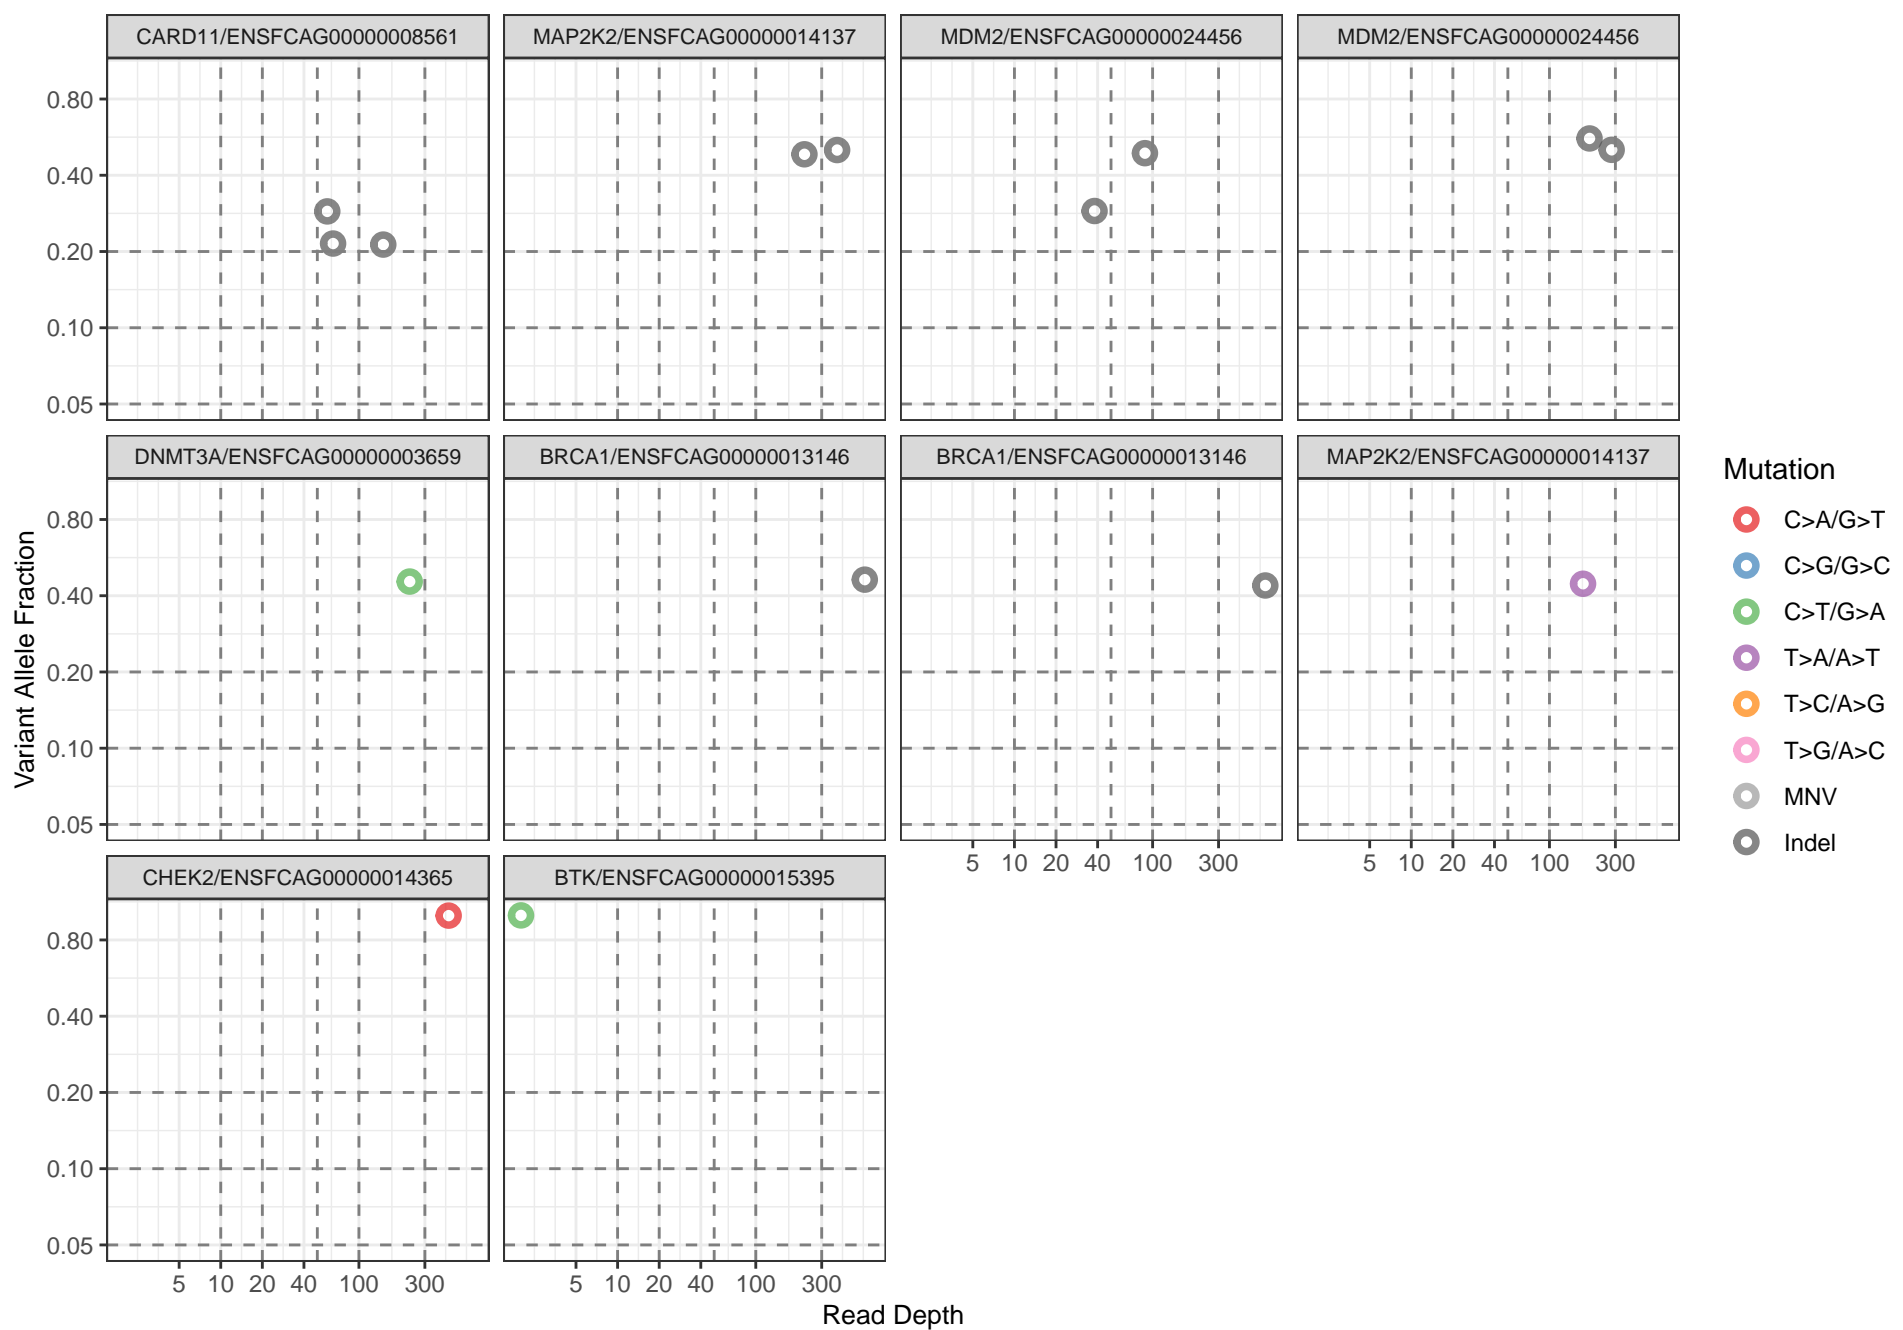 CARD11/ENSFCAG00000008561
MAP2K2/ENSFCAG00000014137
MDM2/ENSFCAG00000024456
MDM2/ENSFCAG00000024456
0.80
0.40
0.20
0.10
0.05
DNMT3A/ENSFCAG00000003659
BRCA1/ENSFCAG00000013146
BRCA1/ENSFCAG00000013146
MAP2K2/ENSFCAG00000014137
0.80
0.40
0.20
0.10
0.05
5 10 20 40 100 300
5 10 20 40 100 300
CHEK2/ENSFCAG00000014365
BTK/ENSFCAG00000015395
0.80
0.40
0.20
0.10
0.05
5 10 20 40 100 300
5 10 20 40 100 300
Read Depth
Variant Allele Fraction
Mutation
C>A/G>T
C>G/G>C
C>T/G>A
T>A/A>T
T>C/A>G
T>G/A>C
MNV
Indel